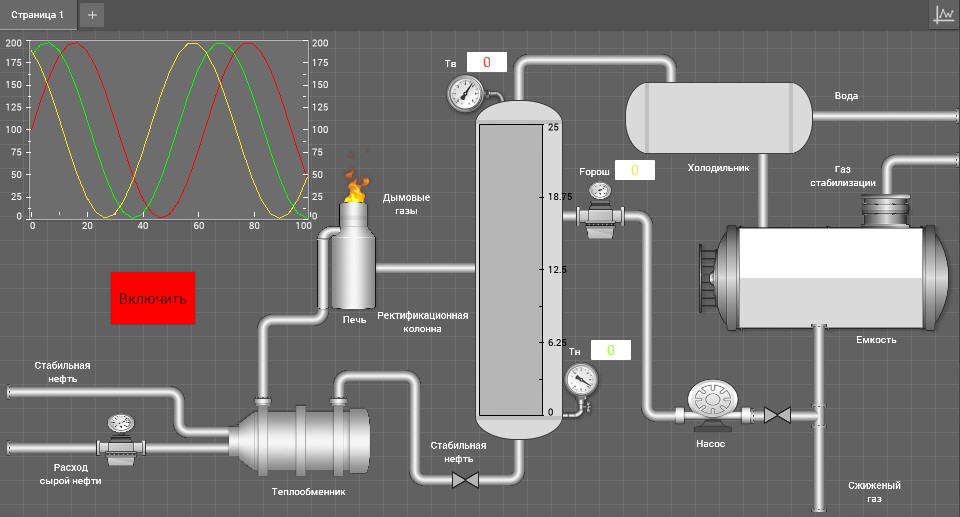 Страница 1
+
200
175
150
125
100
75
50
25
0
200
175
150
125
100
75
50
25
0
0
20
40
60
80
100
Тв
0
Вода
Холодильник
Газ
стабилизации
Fорош
0
Дымовые
газы
25
18.75
12.5
6.25
0
Включить
Печь
Ректификационная
колонна
Тн
0
Емкость
Стабильная
нефть
Насос
Стабильная
нефть
Расход
сырой нефти
Теплообменник
Сжиженый
газ